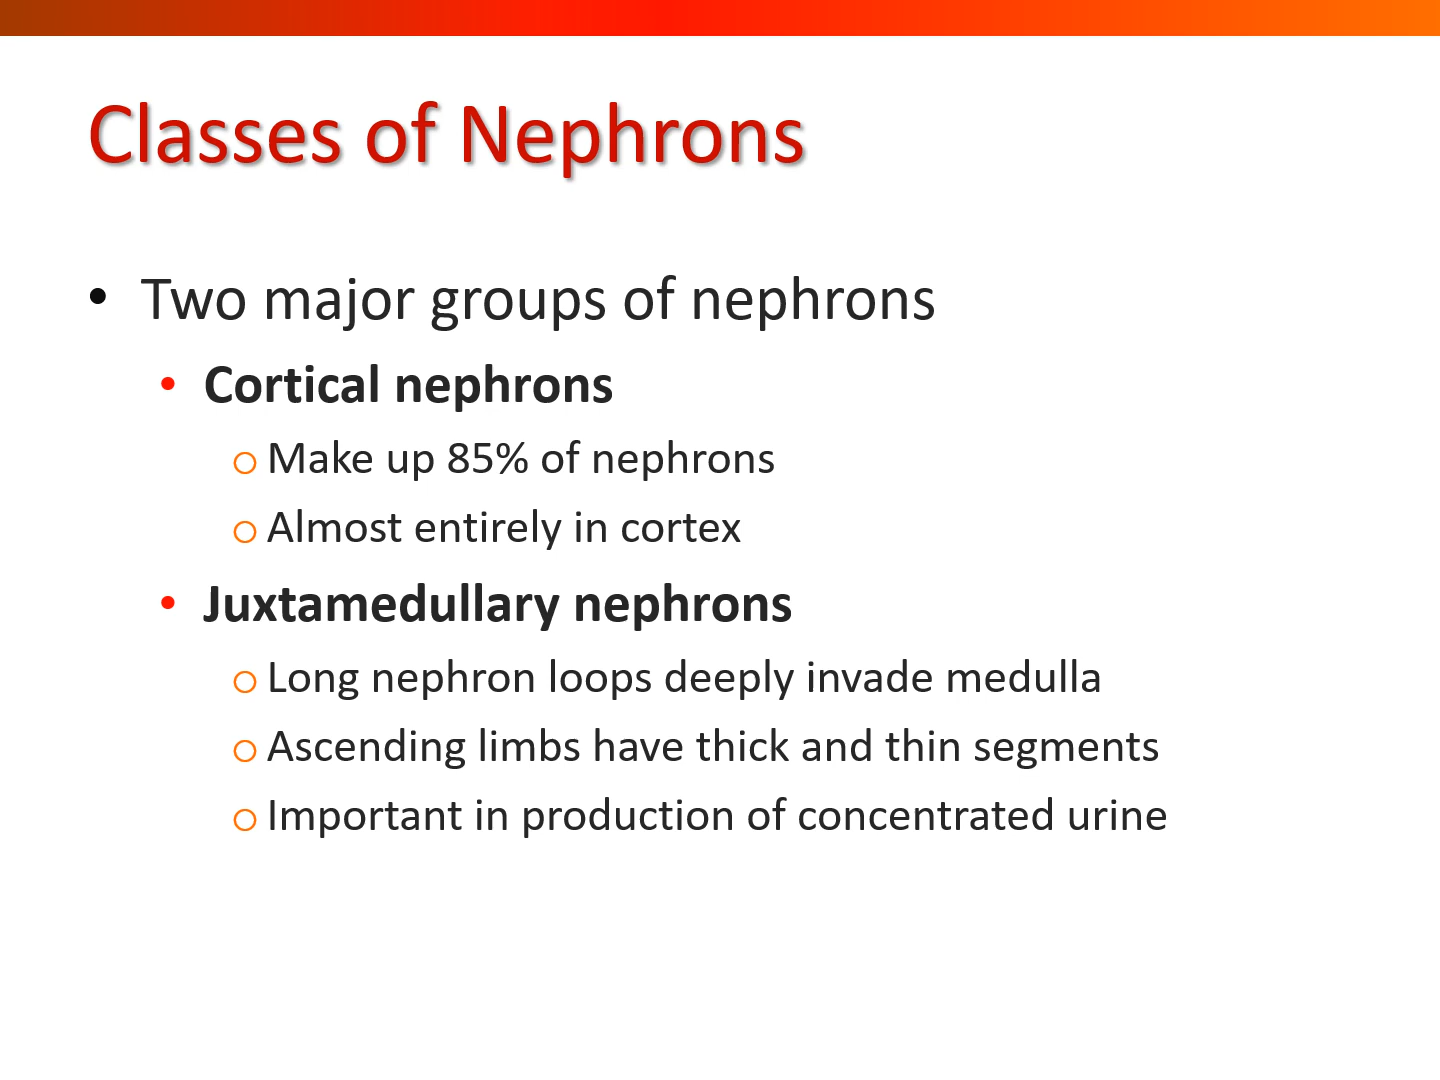 Classes of Nephrons
• Two major groups of nephrons
• Cortical nephrons
o Make up 85% of nephrons
o Almost entirely in cortex
• Juxtamedullary nephrons
o Long nephron loops deeply invade medulla
o Ascending limbs have thick and thin segments
o Important in production of concentrated urine